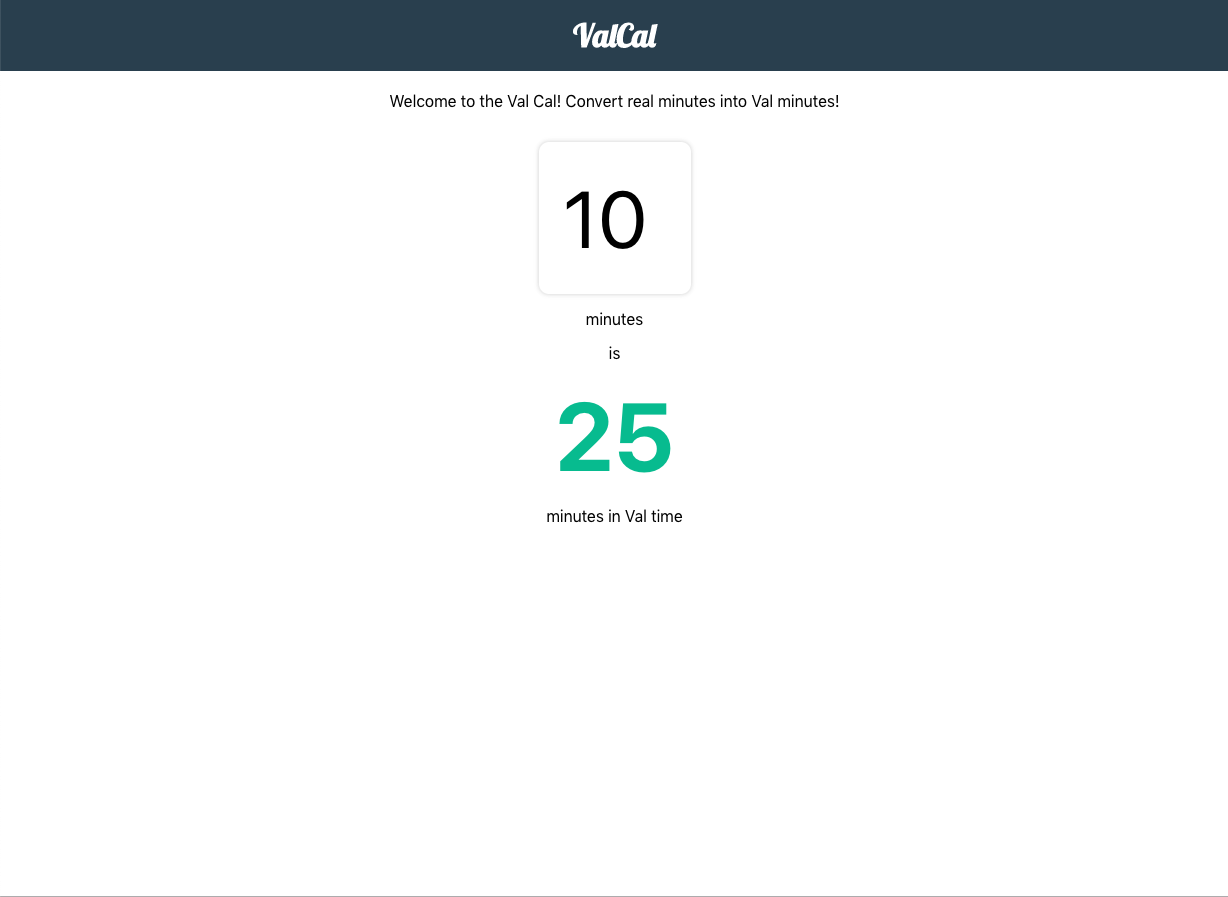 ValCal
Welcome to the Val Cal! Convert real minutes into Val minutes!
10
minutes
is
25
minutes in Val time